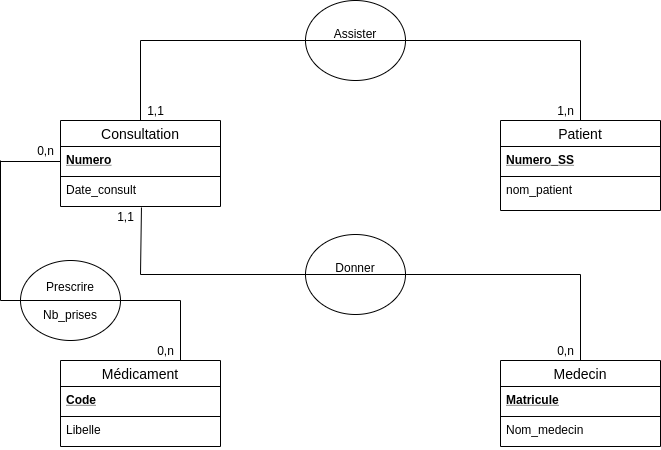 Assister
1,1
1,n
Consultation
Patient
0,n
Numero
Numero_SS
Date_consult
nom_patient
1,1
Donner
Prescrire
Nb_prises
0,n
0,n
Médicament
Medecin
Code
Matricule
Libelle
Nom_medecin